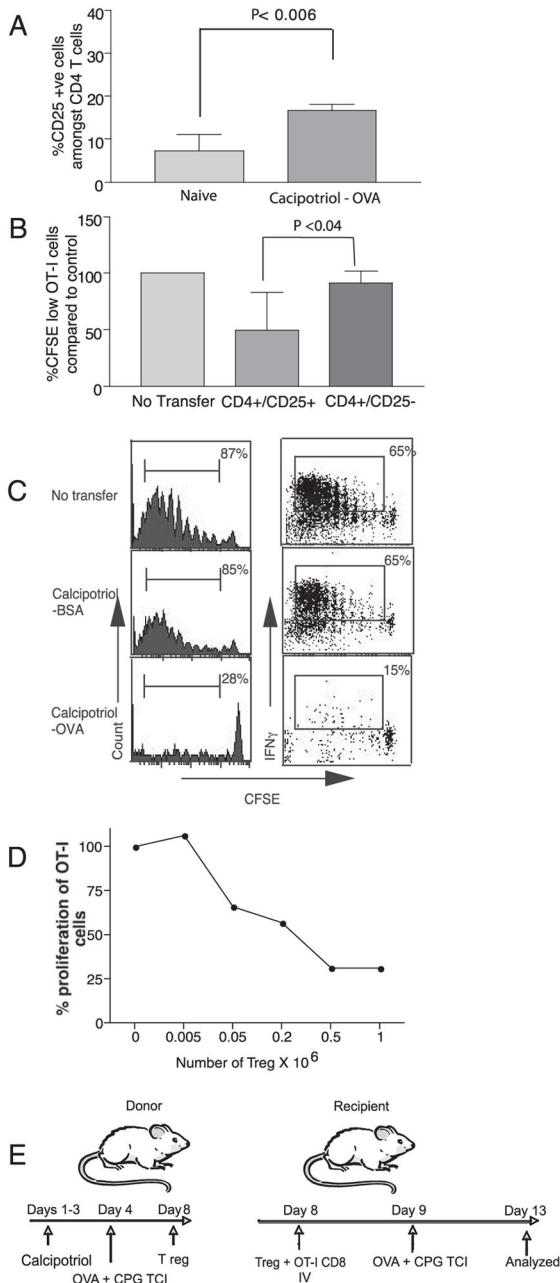 A
P< 0.006
%CD25 +ve cells
amongst CD4 T cells
40
30
20
10
0
Naive
Cacipotriol - OVA
B
P <0.04
%CFSE low OT-I cells
compared to control
150
100
50
0
No Transfer
CD4+/CD25+
CD4+/CD25-
C
No transfer
87%
65%
Calcipotriol
-BSA
85%
65%
Calcipotriol
-OVA
28%
15%
Count
IFNγ
CFSE
D
% proliferation of OT-I
cells
100
75
50
25
0
0 0.005 0.05 0.2 0.5 1
Number of Treg X 10⁶
E
Donor
Recipient
Days 1-3
Day 4
Day8
Calcipotriol
OVA + CPG TCI
T reg
Day 8
Day 9
Day 13
Treg + OT-I CD8
IV
OVA + CPG TCI
Analyzed